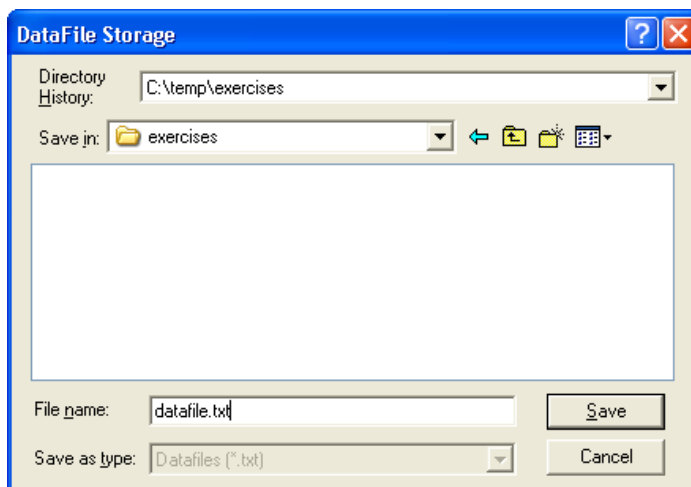 DataFile Storage
Directory
History:
C:\temp\exercises
Save in:
exercises
File name:
datafile.txt
Save
Save as type:
Datafiles (*.txt)
Cancel